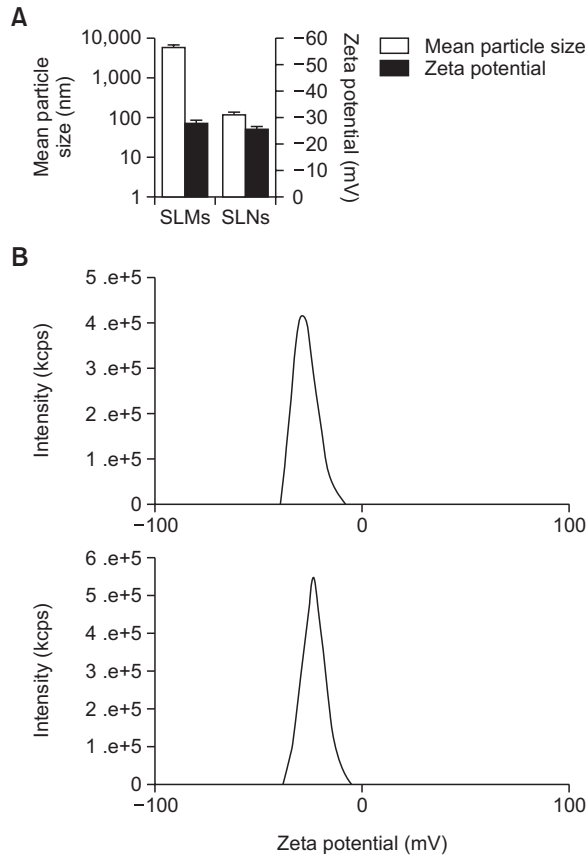 A
Mean particle
size (nm)
10,000
1,000
100
10
1
SLMs SLNs
−60
−50
−40
−30
−20
−10
0
Zeta potential (mV)
Mean particle size
Zeta potential
B
Intensity (kcps)
5 .e+5
4 .e+5
3 .e+5
2 .e+5
1 .e+5
0
−100 0 100
Intensity (kcps)
6 .e+5
5 .e+5
4 .e+5
3 .e+5
2 .e+5
1 .e+5
0
−100 0 100
Zeta potential (mV)